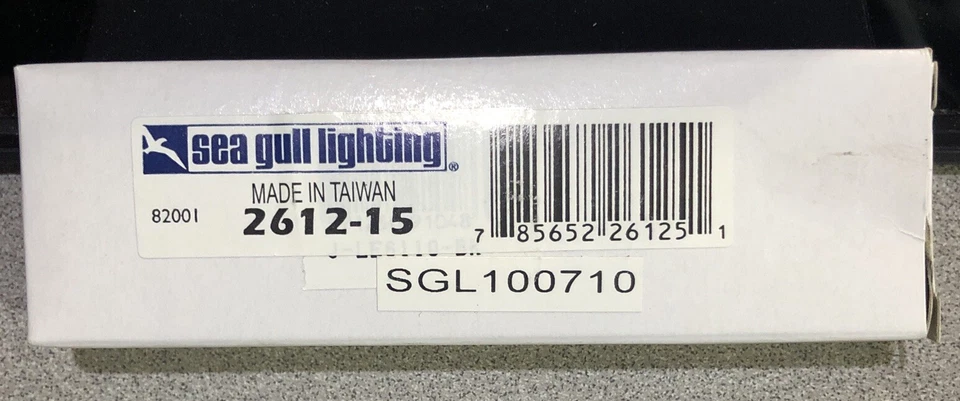 sea gull lighting®
MADE IN TAIWAN
82001 2612-15
7 85652 26125 1
SGL100710